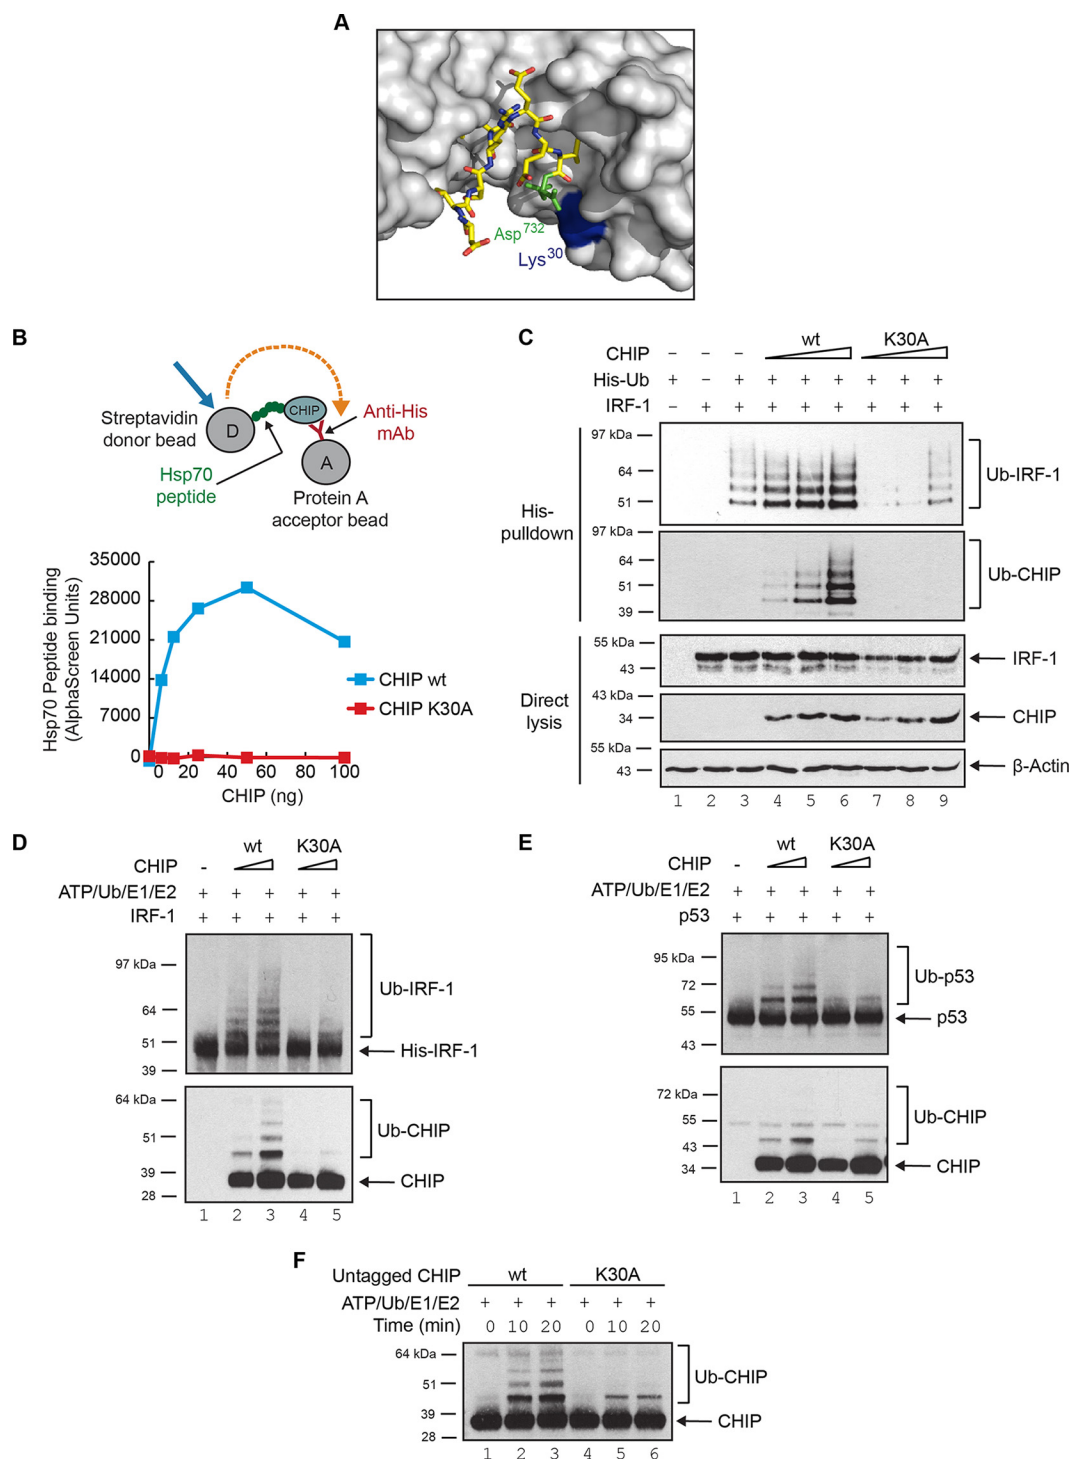 A
Asp732
Lys30
B
Streptavidin
donor bead
D
CHIP
Anti-His
mAb
Hsp70
peptide
A
Protein A
acceptor bead
Hsp70 Peptide binding
(AlphaScreen Units)
35000
28000
21000
14000
7000
0
0 20 40 60 80 100
CHIP (ng)
CHIP wt
CHIP K30A
C
wt K30A
CHIP – – –
His-Ub + – + + + + + + +
IRF-1 – + + + + + + + +
His-
pulldown
97 kDa
64
51
Ub-IRF-1
97 kDa
64
51
39
Ub-CHIP
Direct
lysis
55 kDa
43
IRF-1
43 kDa
34
CHIP
55 kDa
43
β-Actin
1 2 3 4 5 6 7 8 9
D
wt K30A
CHIP -
ATP/Ub/E1/E2 + + + + +
IRF-1 + + + + +
97 kDa
64
51
39
Ub-IRF-1
His-IRF-1
64 kDa
51
39
28
Ub-CHIP
CHIP
1 2 3 4 5
E
wt K30A
CHIP -
ATP/Ub/E1/E2 + + + + +
p53 + + + + +
95 kDa
72
55
43
Ub-p53
p53
72 kDa
55
43
34
Ub-CHIP
CHIP
1 2 3 4 5
F
Untagged CHIP wt K30A
ATP/Ub/E1/E2 + + + + + +
Time (min) 0 10 20 0 10 20
64 kDa
51
39
28
Ub-CHIP
CHIP
1 2 3 4 5 6